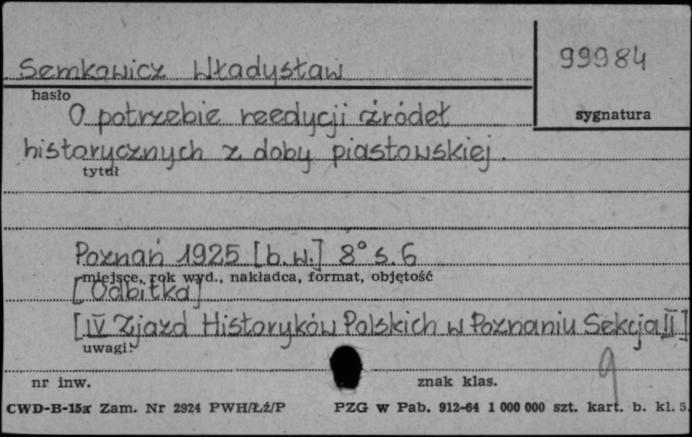 Semkowicz Władysław
99984
hasło
sygnatura
O potrzebie reedycji źródeł
historycznych z doby piastowskiej.
tytuł
Poznań 1925 [b.w.] 8° s. 6
miejsce, rok wyd., nakładca, format, objętość
[Odbitka]
[IV Zjazd Historyków Polskich w Poznaniu Sekcja II]
uwagi:
9
nr inw.
znak klas.
CWD-B-15x Zam. Nr 2924 PWH/Łź/P
PZG w Pab. 912-64 1 000 000 szt. kart. b. kl. 5.